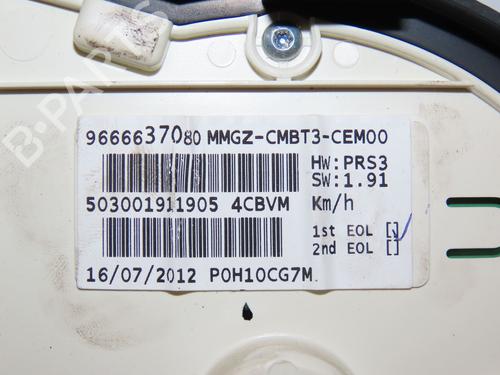 9666637080 MMGZ-CMBT3-CEM00
HW:PRS3
SW:1.91
503001911905 4CBVM
Km/h
1st EOL []
2nd EOL []
16/07/2012 P0H10CG7M